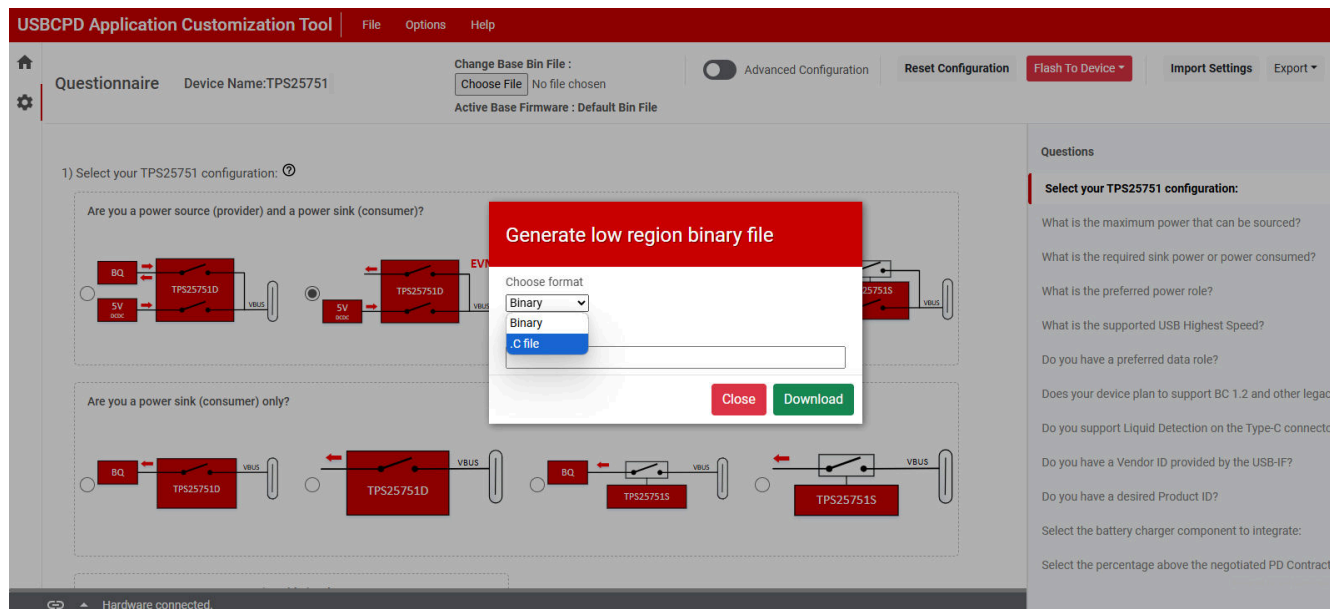 USBCPD Application Customization Tool File Options Help
Questionnaire Device Name:TPS25751
Change Base Bin File :
Choose File No file chosen
Active Base Firmware : Default Bin File
Advanced Configuration
Reset Configuration
Flash To Device
Import Settings
Export
1) Select your TPS25751 configuration:
Are you a power source (provider) and a power sink (consumer)?
BQ
TPS25751D
5V
DCDC
VBUS
TPS25751D
5V
DCDC
VBUS
VBUS
Generate low region binary file
Choose format
Binary
Binary
.C file
Close
Download
Are you a power sink (consumer) only?
BQ
TPS25751D
VBUS
TPS25751D
VBUS
BQ
TPS25751S
VBUS
TPS25751S
VBUS
Questions
Select your TPS25751 configuration:
What is the maximum power that can be sourced?
What is the required sink power or power consumed?
What is the preferred power role?
What is the supported USB Highest Speed?
Do you have a preferred data role?
Does your device plan to support BC 1.2 and other legac
Do you support Liquid Detection on the Type-C connecto
Do you have a Vendor ID provided by the USB-IF?
Do you have a desired Product ID?
Select the battery charger component to integrate:
Select the percentage above the negotiated PD Contract
Hardware connected.